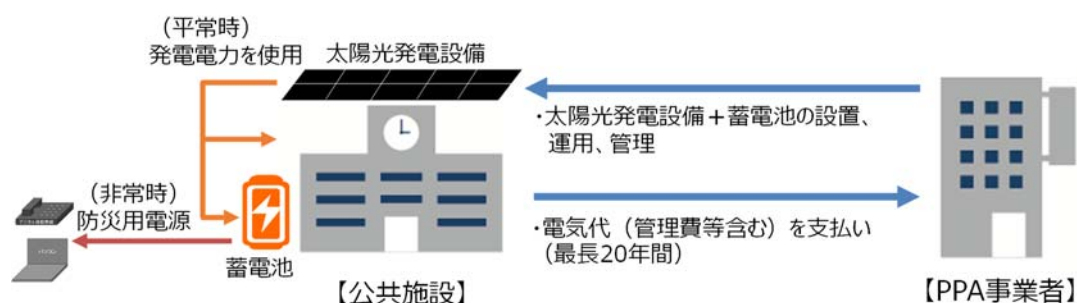 （平常時）
発電電力を使用
太陽光発電設備
・太陽光発電設備＋蓄電池の設置、
運用、管理
（非常時）
防災用電源
蓄電池
・電気代（管理費等含む）を支払い
（最長20年間）
【公共施設】
【PPA事業者】